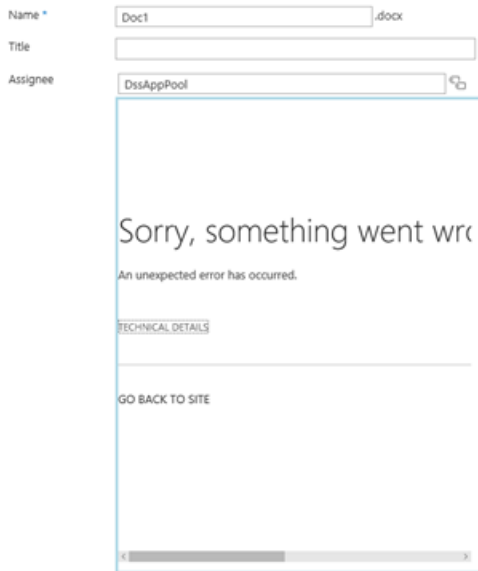 Name *
Doc1
.docx
Title
Assignee
DssAppPool
Sorry, something went
An unexpected error has occurred.
TECHNICAL DETAILS
GO BACK TO SITE